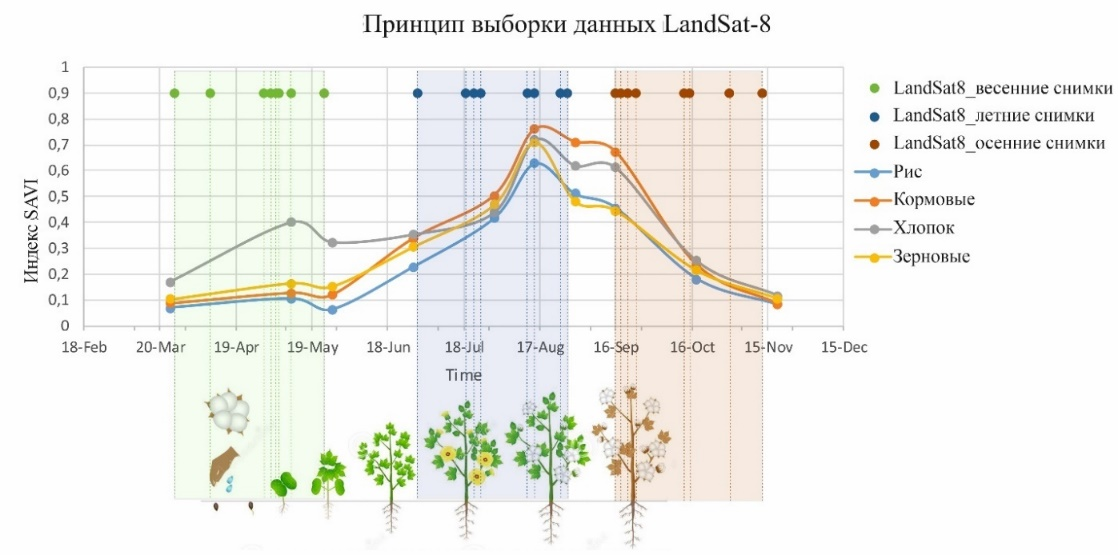 Принцип выборки данных LandSat-8
Индекс SAVI
1
0,9
0,8
0,7
0,6
0,5
0,4
0,3
0,2
0,1
0
18-Feb 20-Mar 19-Apr 19-May 18-Jun 18-Jul 17-Aug 16-Sep 16-Oct 15-Nov 15-Dec
Time
LandSat8_весенние снимки
LandSat8_летние снимки
LandSat8_осенние снимки
Рис
Кормовые
Хлопок
Зерновые